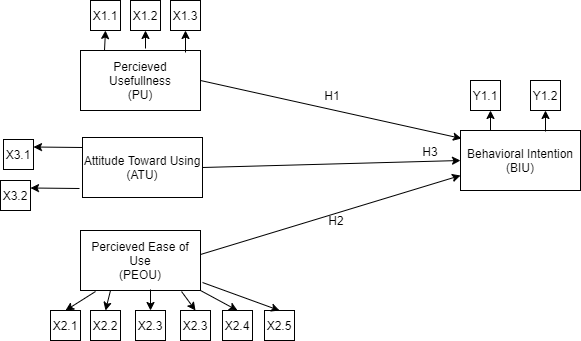 X1.1
X1.2
X1.3
Percieved
Usefullness
(PU)
H1
Y1.1
Y1.2
X3.1
Attitude Toward Using
(ATU)
H3
Behavioral Intention
(BIU)
X3.2
H2
Percieved Ease of
Use
(PEOU)
X2.1
X2.2
X2.3
X2.3
X2.4
X2.5